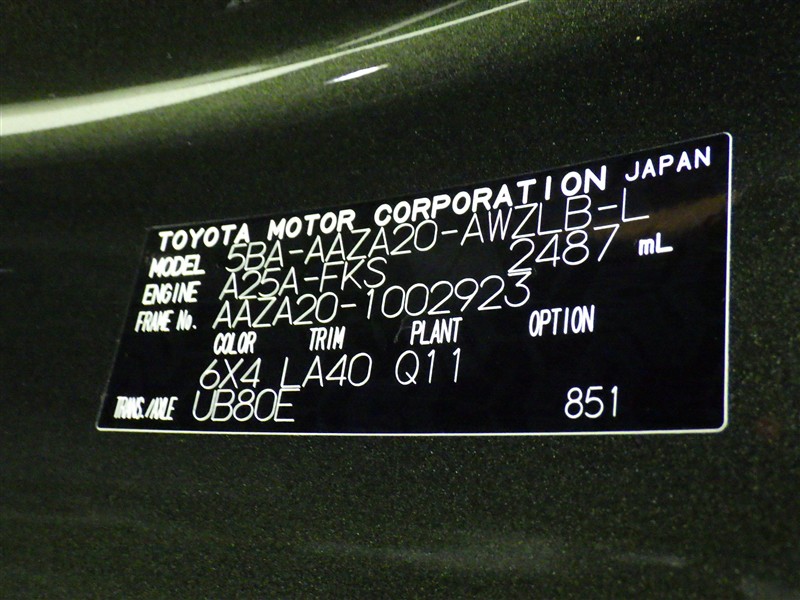 TOYOTA MOTOR CORPORATION JAPAN
MODEL 5BA-AAZA20-AWZLB-L
ENGINE A25A-FKS 2487 mL
FRAME No. AAZA20-1002923
COLOR TRIM PLANT OPTION
6X4 LA40 Q11
TRANS./AXLE UB80E 851